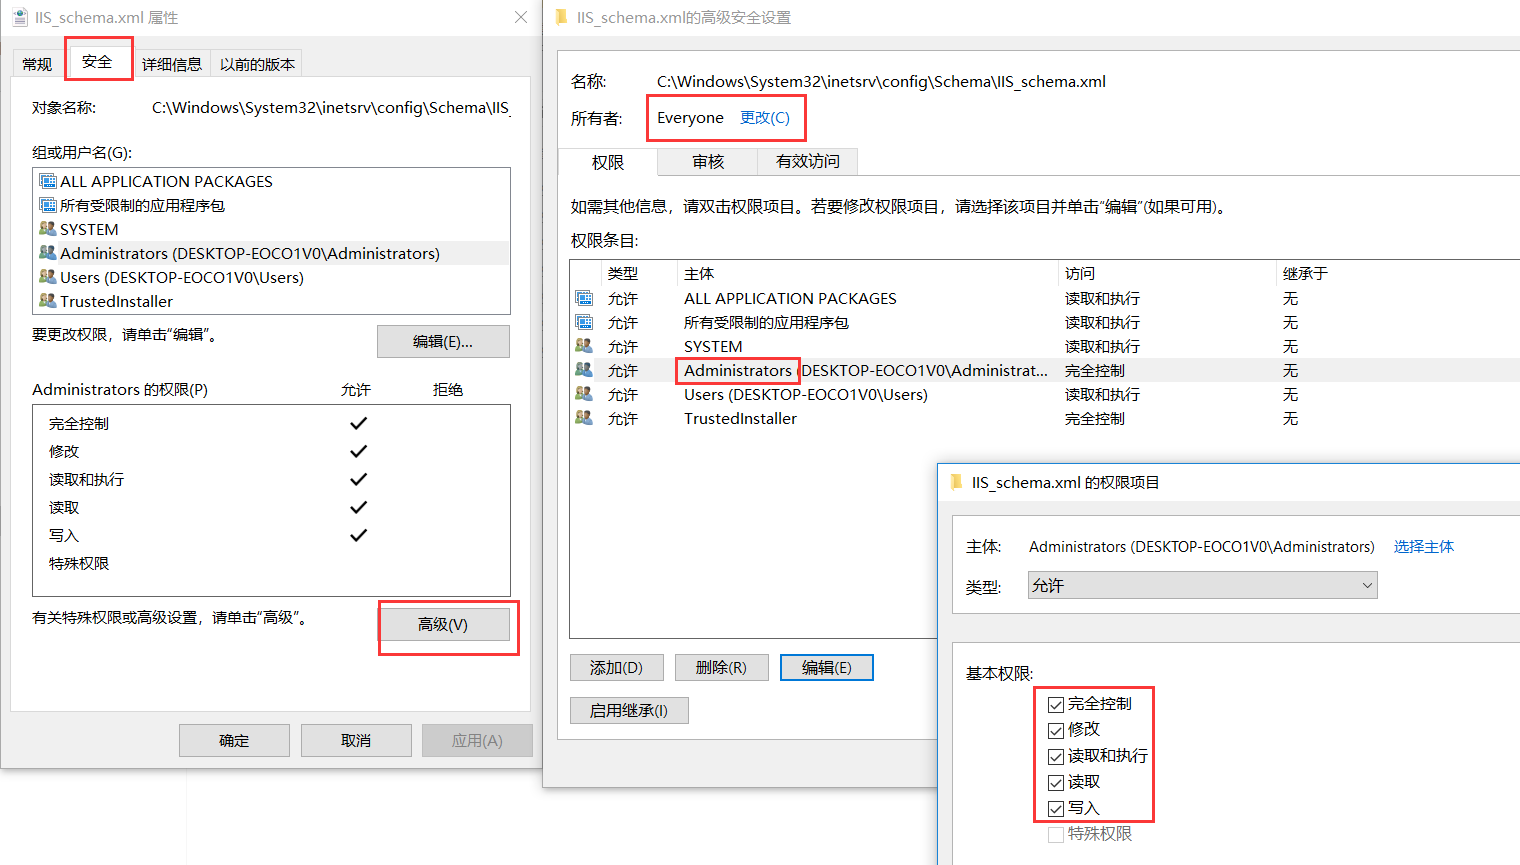 IIS_schema.xml 属性
常规
安全
详细信息
以前的版本
对象名称:
C:\Windows\System32\inetsrv\config\Schema\IIS_
组或用户名(G):
ALL APPLICATION PACKAGES
所有受限制的应用程序包
SYSTEM
Administrators (DESKTOP-EOCO1V0\Administrators)
Users (DESKTOP-EOCO1V0\Users)
TrustedInstaller
要更改权限，请单击“编辑”。
编辑(E)...
Administrators 的权限(P)
允许
拒绝
完全控制
修改
读取和执行
读取
写入
特殊权限
有关特殊权限或高级设置，请单击“高级”。
高级(V)
确定
取消
应用(A)
IIS_schema.xml的高级安全设置
名称:
C:\Windows\System32\inetsrv\config\Schema\IIS_schema.xml
所有者:
Everyone 更改(C)
权限
审核
有效访问
如需其他信息，请双击权限项目。若要修改权限项目，请选择该项目并单击“编辑”(如果可用)。
权限条目:
类型 主体 访问 继承于
允许 ALL APPLICATION PACKAGES 读取和执行 无
允许 所有受限制的应用程序包 读取和执行 无
允许 SYSTEM 读取和执行 无
允许 Administrators (DESKTOP-EOCO1V0\Administrat... 完全控制 无
允许 Users (DESKTOP-EOCO1V0\Users) 读取和执行 无
允许 TrustedInstaller 完全控制 无
添加(D)
删除(R)
编辑(E)
启用继承(I)
IIS_schema.xml 的权限项目
主体: Administrators (DESKTOP-EOCO1V0\Administrators) 选择主体
类型: 允许
基本权限:
完全控制
修改
读取和执行
读取
写入
特殊权限